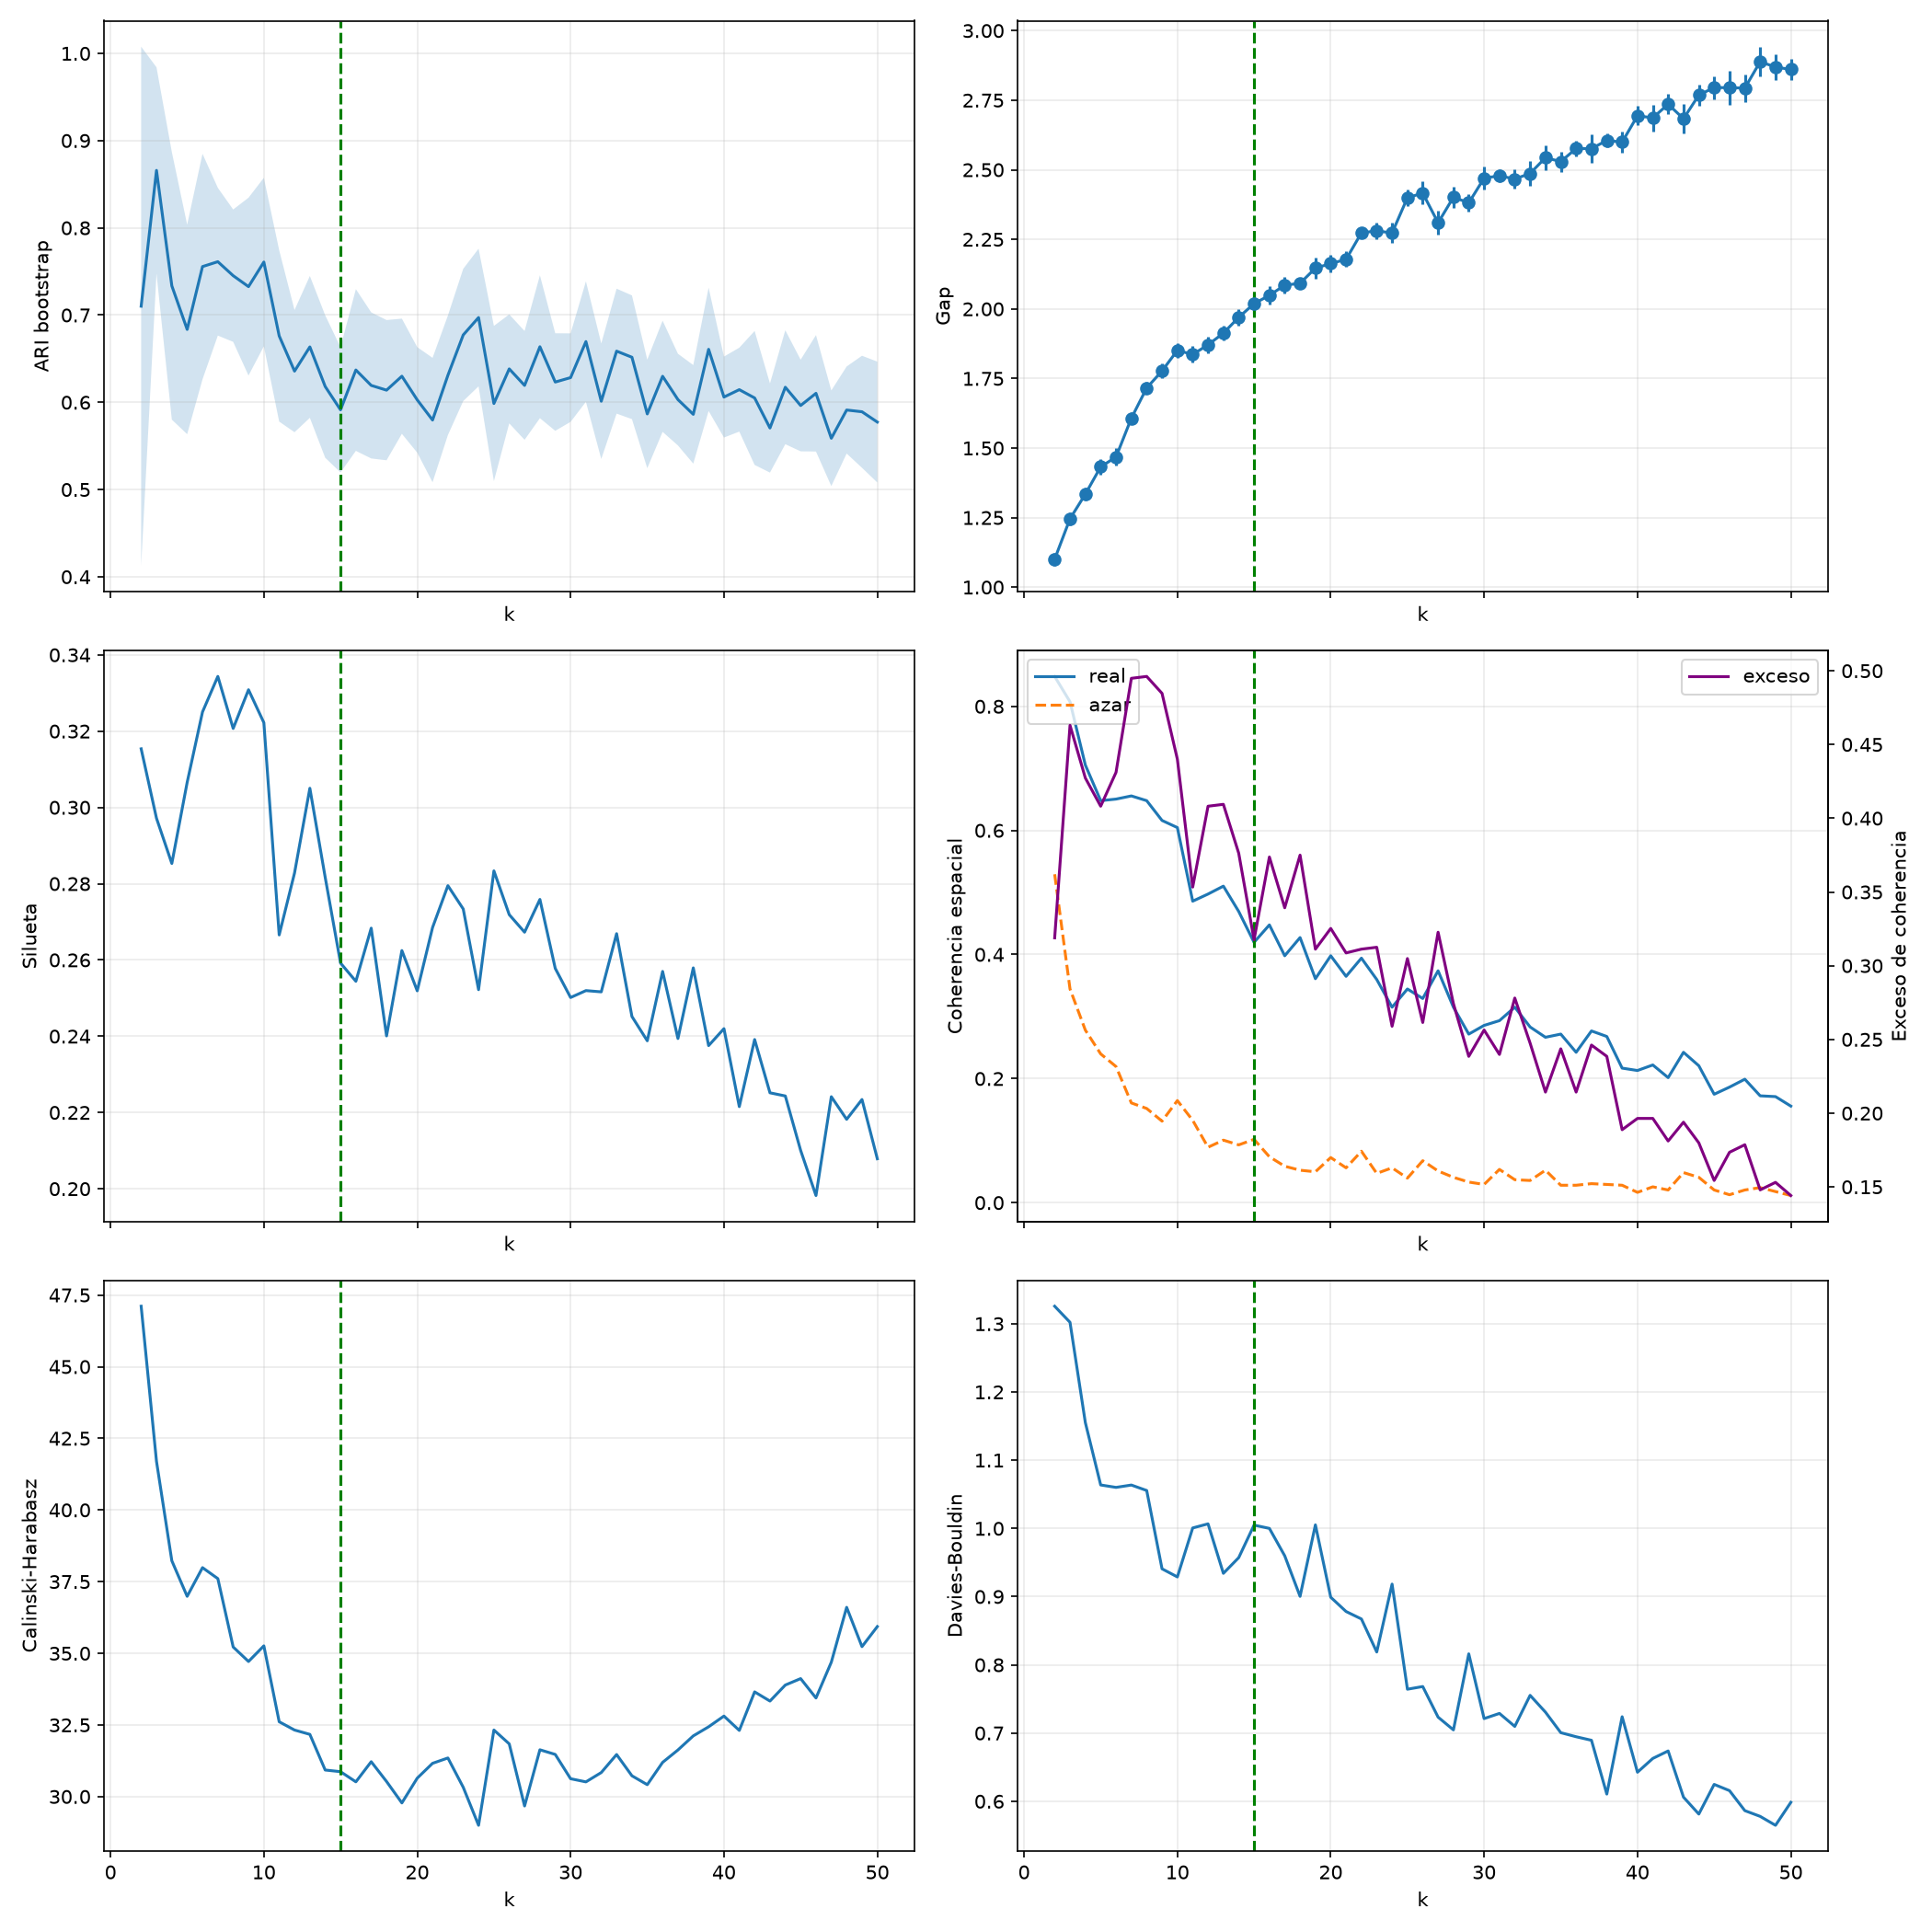 1.0
0.9
0.8
0.7
0.6
0.5
0.4
ARI bootstrap
k
3.00
2.75
2.50
2.25
2.00
1.75
1.50
1.25
1.00
Gap
k
0.34
0.32
0.30
0.28
0.26
0.24
0.22
0.20
Silueta
k
real
azar
exceso
0.8
0.6
0.4
0.2
0.0
Coherencia espacial
0.50
0.45
0.40
0.35
0.30
0.25
0.20
0.15
Exceso de coherencia
k
47.5
45.0
42.5
40.0
37.5
35.0
32.5
30.0
Calinski-Harabasz
0 10 20 30 40 50
k
1.3
1.2
1.1
1.0
0.9
0.8
0.7
0.6
Davies-Bouldin
0 10 20 30 40 50
k